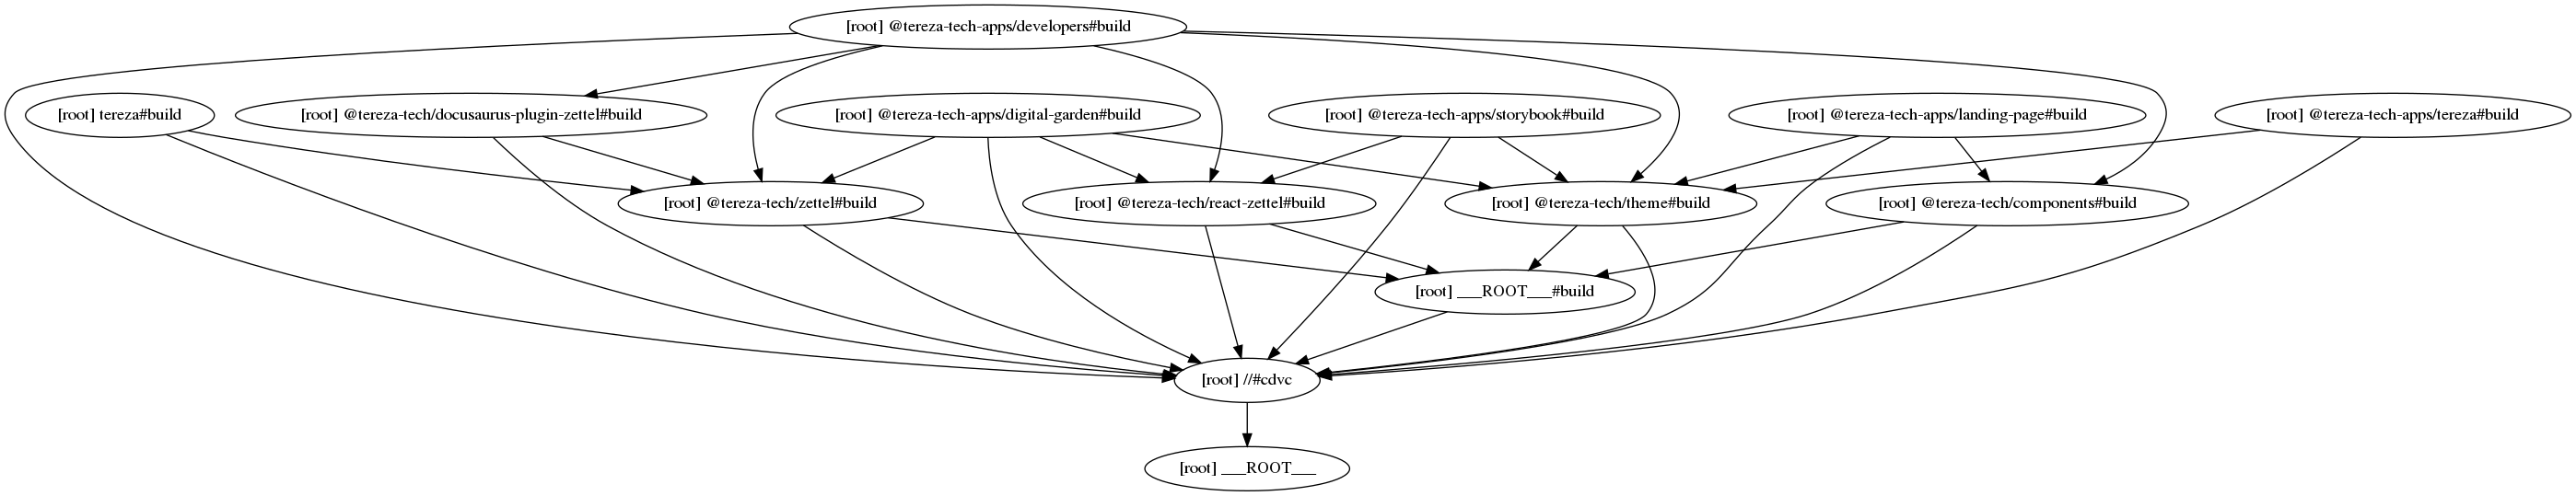 [root] @tereza-tech-apps/developers#build
[root] tereza#build
[root] @tereza-tech/docusaurus-plugin-zettel#build
[root] @tereza-tech-apps/digital-garden#build
[root] @tereza-tech-apps/storybook#build
[root] @tereza-tech-apps/landing-page#build
[root] @tereza-tech-apps/tereza#build
[root] @tereza-tech/zettel#build
[root] @tereza-tech/react-zettel#build
[root] @tereza-tech/theme#build
[root] @tereza-tech/components#build
[root] ___ROOT___#build
[root] //#cdvc
[root] ___ROOT___